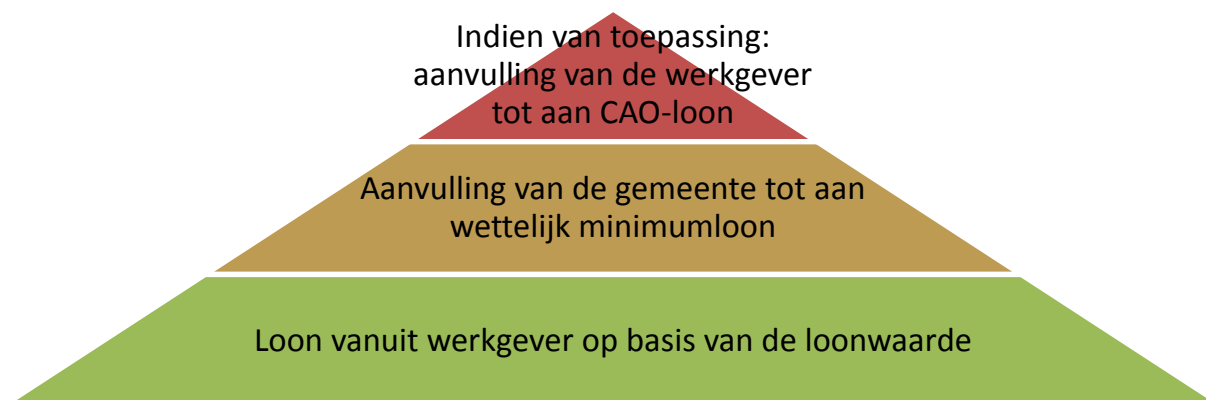 Indien van toepassing:
aanvulling van de werkgever
tot aan CAO-loon
Aanvulling van de gemeente tot aan
wettelijk minimumloon
Loon vanuit werkgever op basis van de loonwaarde